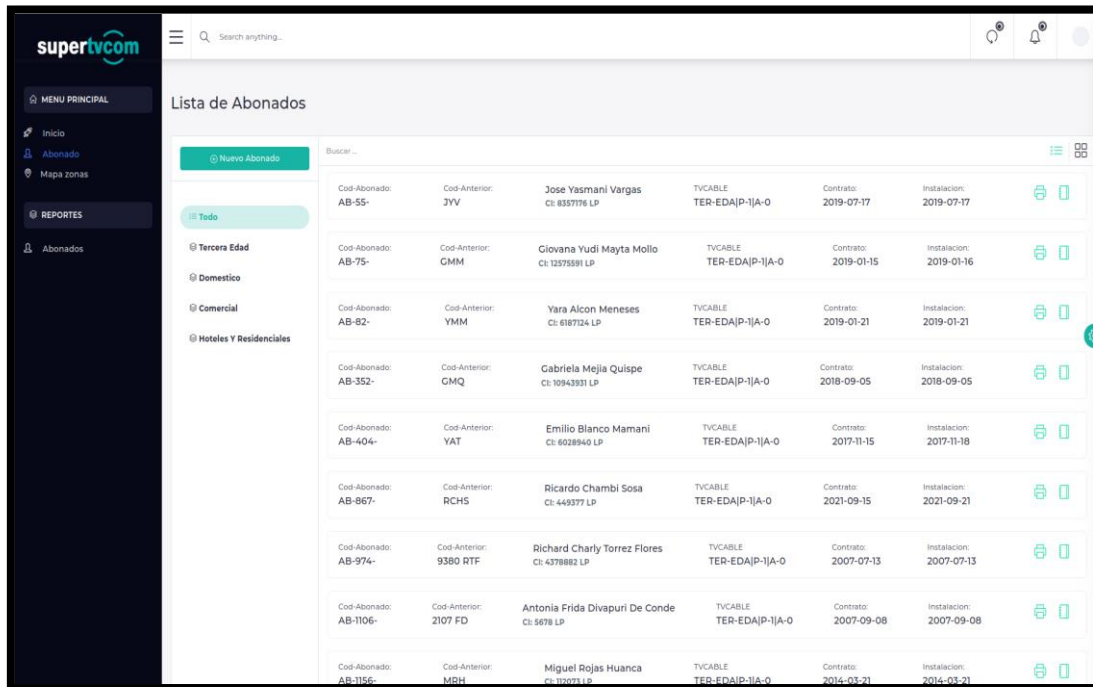 supertvcom
Search anything...
MENU PRINCIPAL
Inicio
Abonado
Mapa zonas
REPORTES
Abonados
Lista de Abonados
Nuevo Abonado
Todo
Tercera Edad
Domestico
Comercial
Hoteles Y Residenciales
Buscar...
Cod-Abonado: Cod-Anterior: Jose Yasmani Vargas TVCABLE Contrato: Instalacion:
AB-55- JYV CI: 8357176 LP TER-EDA|P-1|A-0 2019-07-17 2019-07-17
Cod-Abonado: Cod-Anterior: Giovana Yudi Mayta Mollo TVCABLE Contrato: Instalacion:
AB-75- GMM CI: 12575591 LP TER-EDA|P-1|A-0 2019-01-15 2019-01-16
Cod-Abonado: Cod-Anterior: Yara Alcon Meneses TVCABLE Contrato: Instalacion:
AB-82- YMM CI: 6187124 LP TER-EDA|P-1|A-0 2019-01-21 2019-01-21
Cod-Abonado: Cod-Anterior: Gabriela Mejia Quispe TVCABLE Contrato: Instalacion:
AB-352- GMQ CI: 10943931 LP TER-EDA|P-1|A-0 2018-09-05 2018-09-05
Cod-Abonado: Cod-Anterior: Emilio Blanco Mamani TVCABLE Contrato: Instalacion:
AB-404- YAT CI: 6028940 LP TER-EDA|P-1|A-0 2017-11-15 2017-11-18
Cod-Abonado: Cod-Anterior: Ricardo Chambi Sosa TVCABLE Contrato: Instalacion:
AB-867- RCHS CI: 449377 LP TER-EDA|P-1|A-0 2021-09-15 2021-09-21
Cod-Abonado: Cod-Anterior: Richard Charly Torrez Flores TVCABLE Contrato: Instalacion:
AB-974- 9380 RTF CI: 4378882 LP TER-EDA|P-1|A-0 2007-07-13 2007-07-13
Cod-Abonado: Cod-Anterior: Antonia Frida Divapuri De Conde TVCABLE Contrato: Instalacion:
AB-1106- 2107 FD CI: 5678 LP TER-EDA|P-1|A-0 2007-09-08 2007-09-08
Cod-Abonado: Cod-Anterior: Miguel Rojas Huanca TVCABLE Contrato: Instalacion:
AB-1156- MRH CI: 112073 LP TER-EDA|P-1|A-0 2014-03-21 2014-03-21